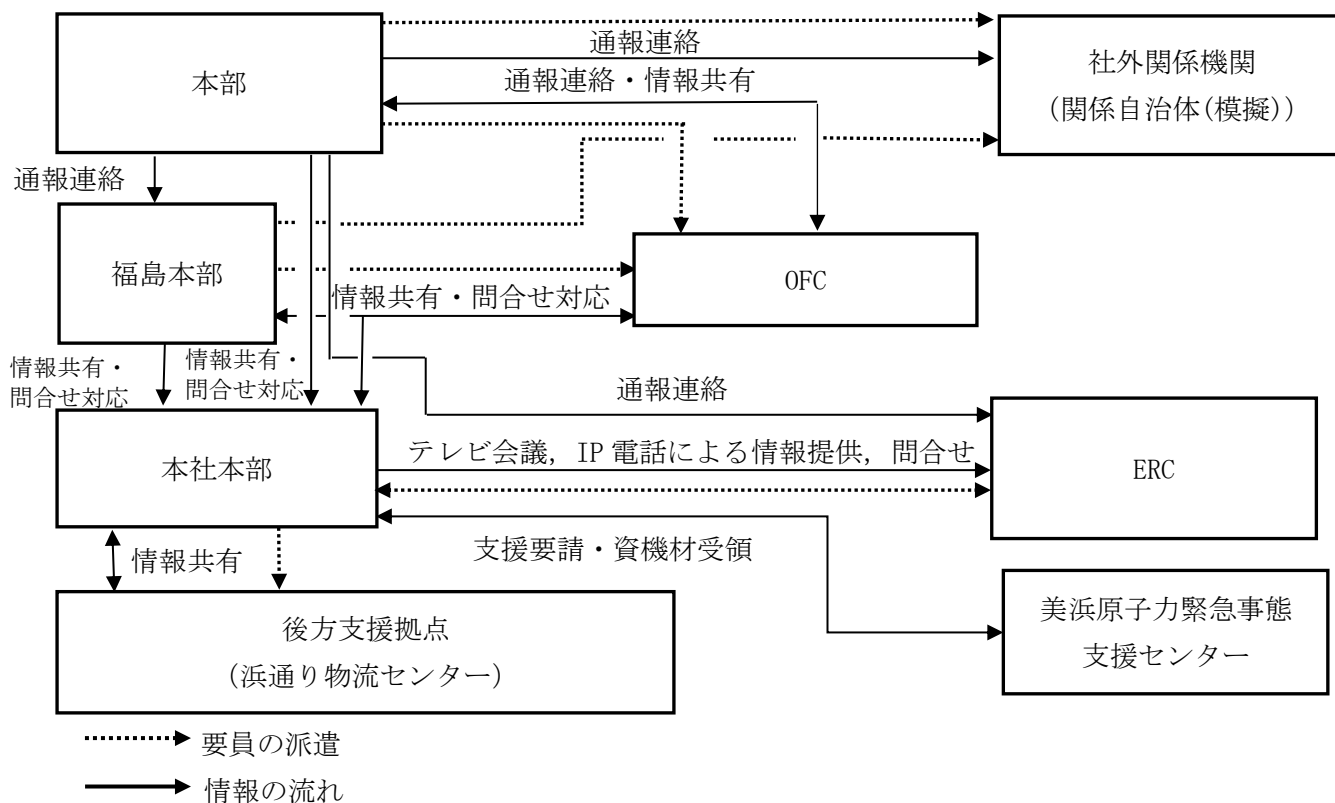 本部
通報連絡
通報連絡・情報共有
社外関係機関
（関係自治体(模擬)）
通報連絡
福島本部
OFC
情報共有・問合せ対応
情報共有・
問合せ対応
情報共有・
問合せ対応
通報連絡
本社本部
テレビ会議，IP 電話による情報提供，問合せ
ERC
支援要請・資機材受領
情報共有
後方支援拠点
（浜通り物流センター）
美浜原子力緊急事態
支援センター
要員の派遣
情報の流れ